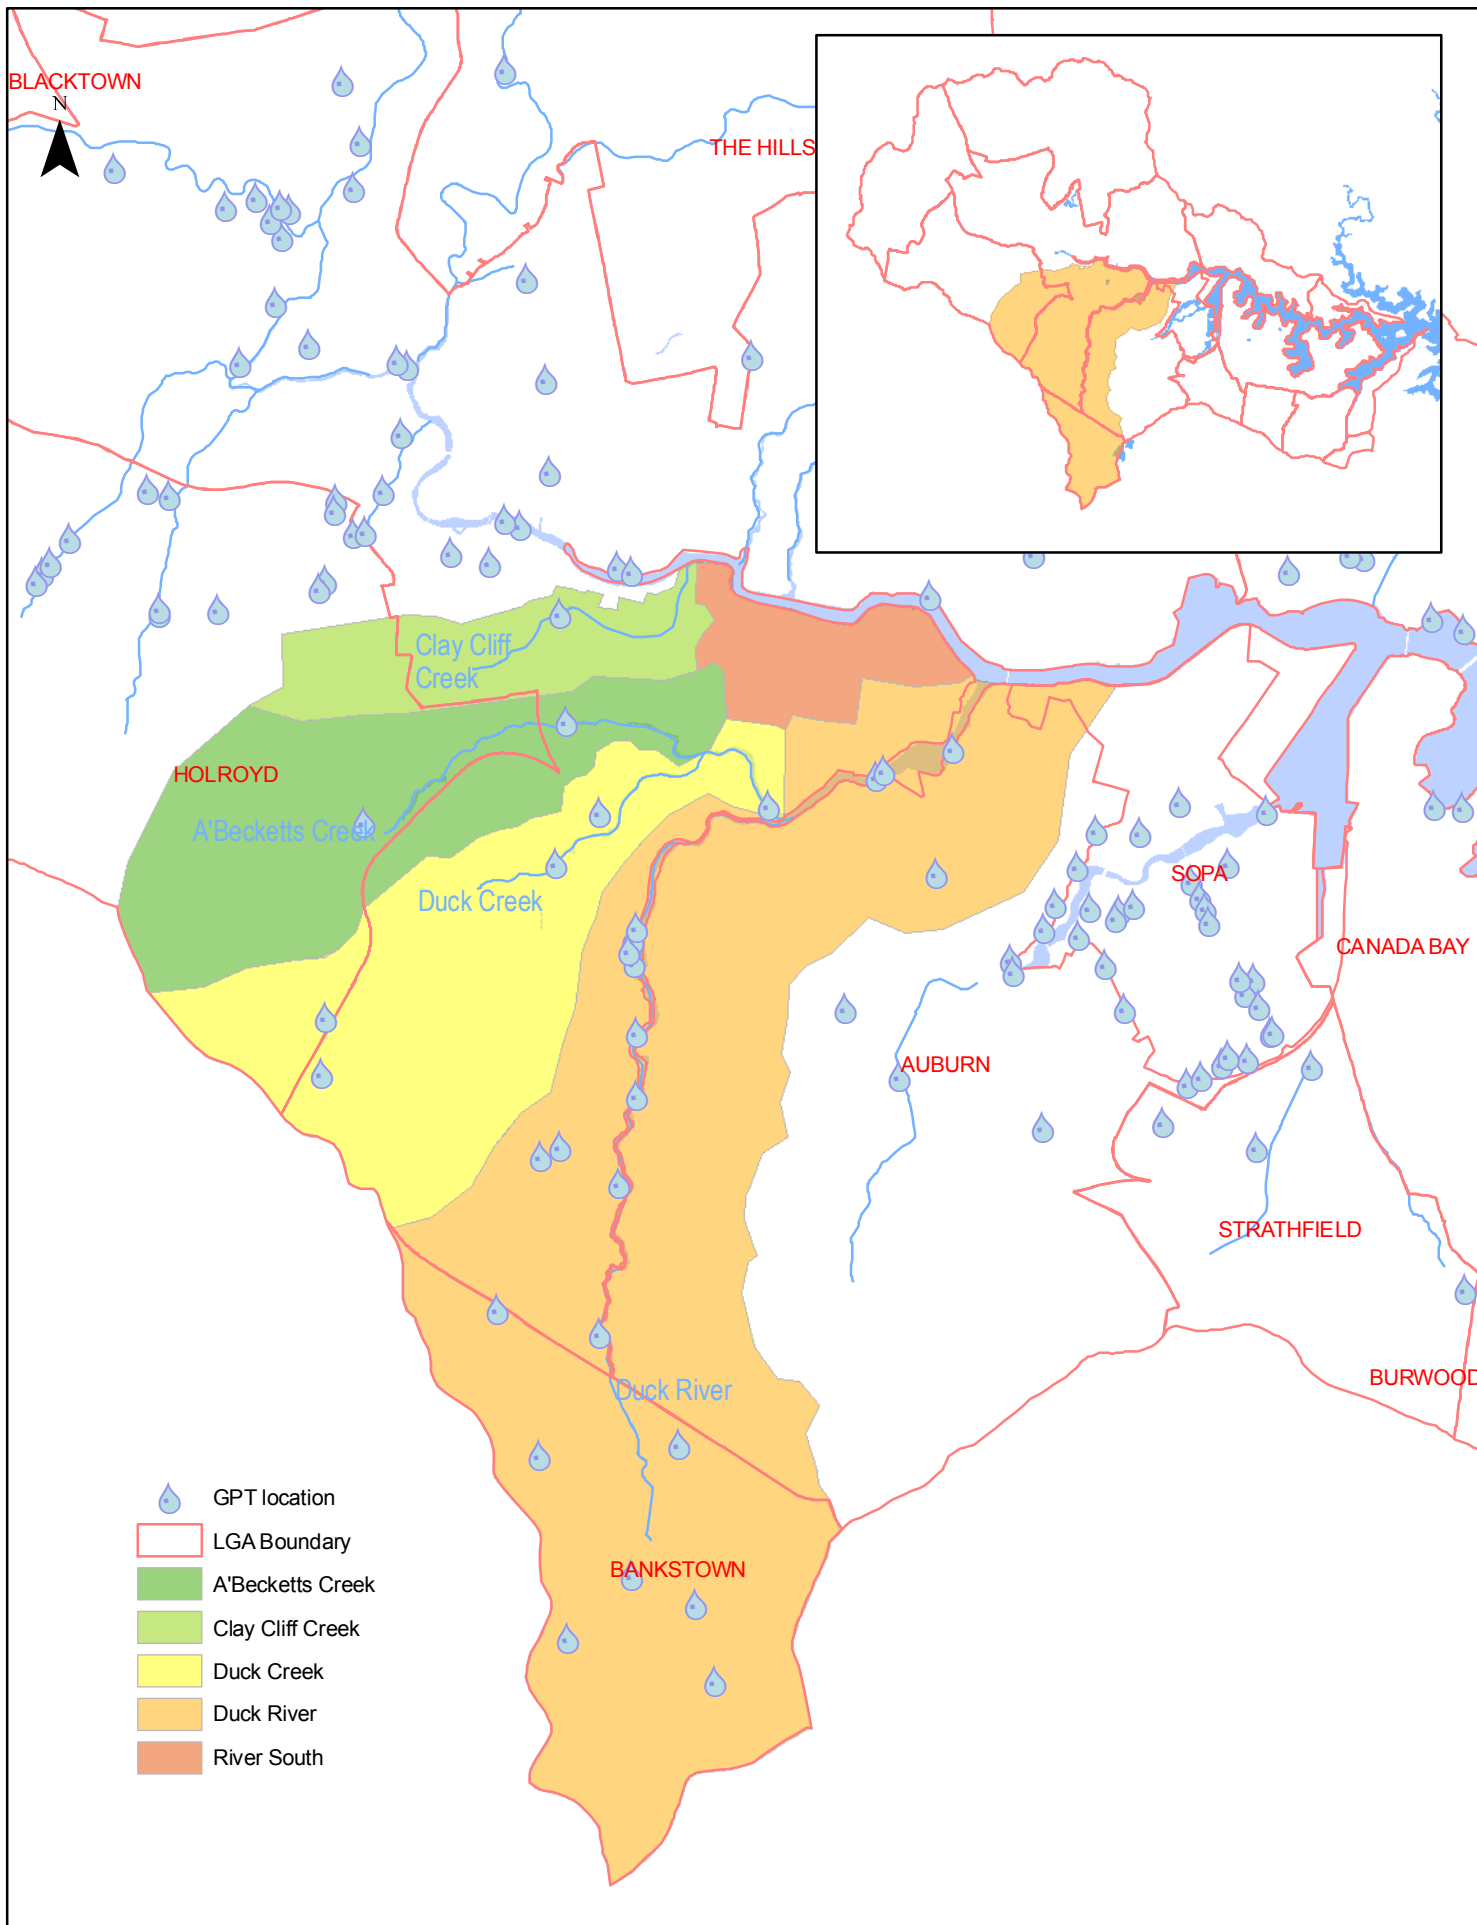 BLACKTOWN
N
THE HILLS
Clay Cliff
Creek
HOLROYD
A'Becketts Creek
SOPA
Duck Creek
CANADA BAY
AUBURN
STRATHFIELD
BURWOOD
Duck River
GPT location
LGA Boundary
BANKSTOWN
A'Becketts Creek
Clay Cliff Creek
Duck Creek
Duck River
River South